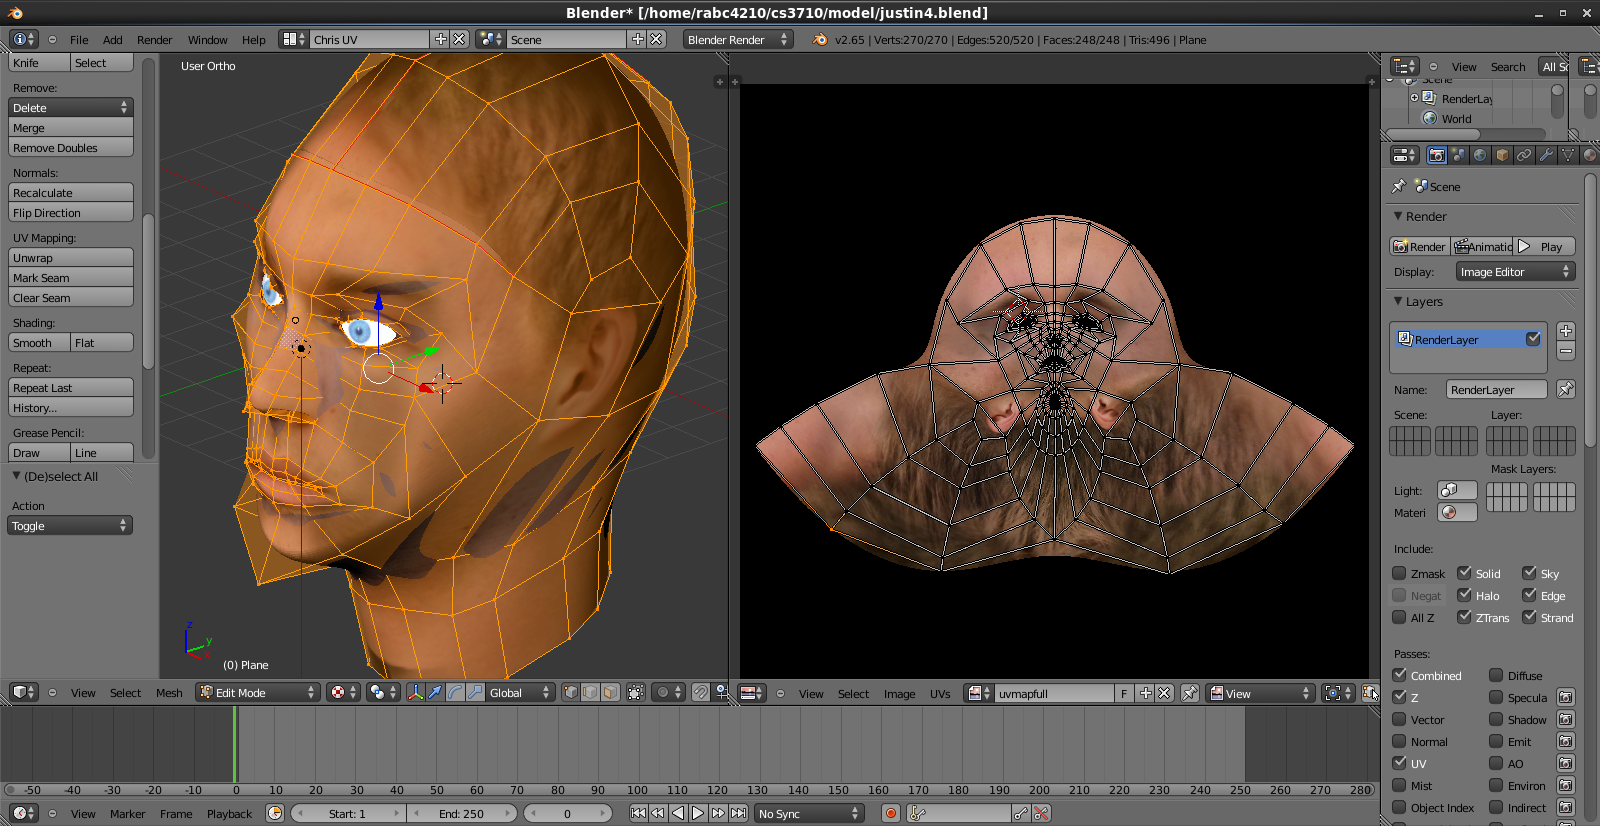 Blender* [/home/rabc4210/cs3710/model/justin4.blend]
File Add Render Window Help Chris UV Scene Blender Render v2.65 | Verts:270/270 | Edges:520/520 | Faces:248/248 | Tris:496 | Plane
Knife Select
Remove:
Delete
Merge
Remove Doubles
Normals:
Recalculate
Flip Direction
UV Mapping:
Unwrap
Mark Seam
Clear Seam
Shading:
Smooth Flat
Repeat:
Repeat Last
History...
Grease Pencil:
Draw Line
(De)select All
Action
Toggle
User Ortho
z
y
x
(0) Plane
View Select Mesh Edit Mode Global
View Select Image UVs uvmapfull F View
View Search All Sc
Scene
RenderLay
World
Scene
Render
Render Animatio Play
Display: Image Editor
Layers
RenderLayer
Name: RenderLayer
Scene: Layer:
Mask Layers:
Light:
Materi
Include:
Zmask Solid Sky
Negat Halo Edge
All Z ZTrans Strand
Passes:
Combined Diffuse
Z Specula
Vector Shadow
Normal Emit
UV AO
Mist Environ
Object Index Indirect
-50 -40 -30 -20 -10 0 10 20 30 40 50 60 70 80 90 100 110 120 130 140 150 160 170 180 190 200 210 220 230 240 250 260 270 280
View Marker Frame Playback Start: 1 End: 250 0 No Sync